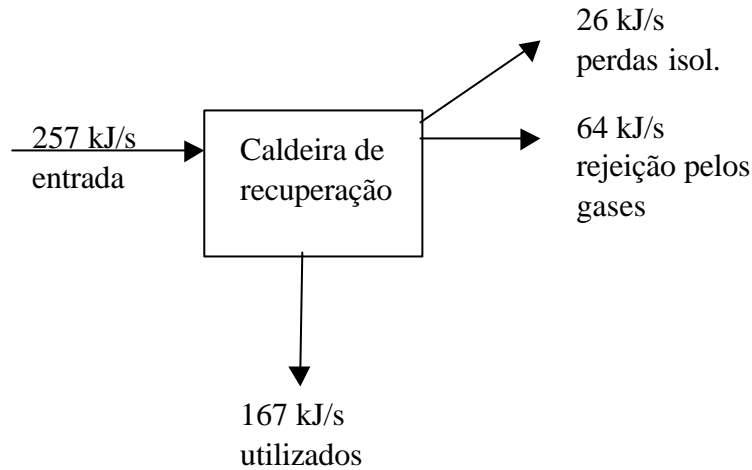 26 kJ/s
perdas isol.
257 kJ/s
entrada
Caldeira de
recuperação
64 kJ/s
rejeição pelos
gases
167 kJ/s
utilizados